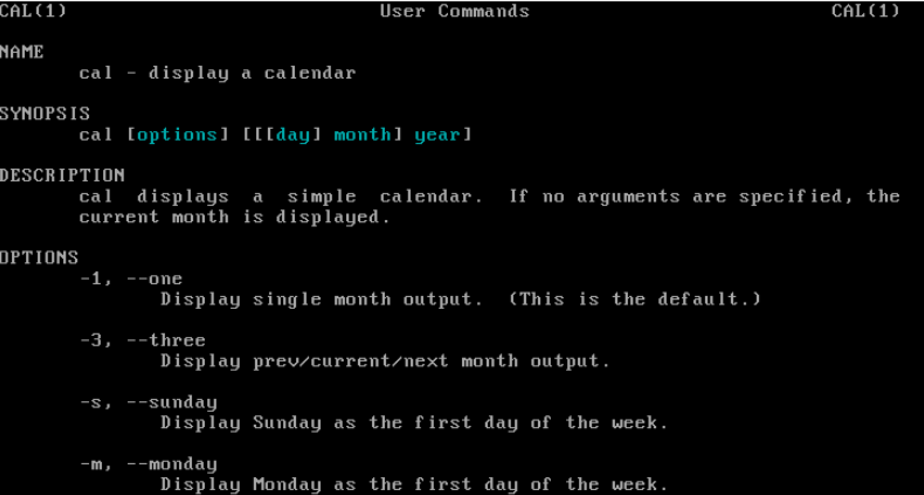 CAL(1) User Commands CAL(1)
NAME
cal - display a calendar
SYNOPSIS
cal [options] [[[day] month] year]
DESCRIPTION
cal displays a simple calendar. If no arguments are specified, the
current month is displayed.
OPTIONS
-1, --one
Display single month output. (This is the default.)
-3, --three
Display prev/current/next month output.
-s, --sunday
Display Sunday as the first day of the week.
-m, --monday
Display Monday as the first day of the week.